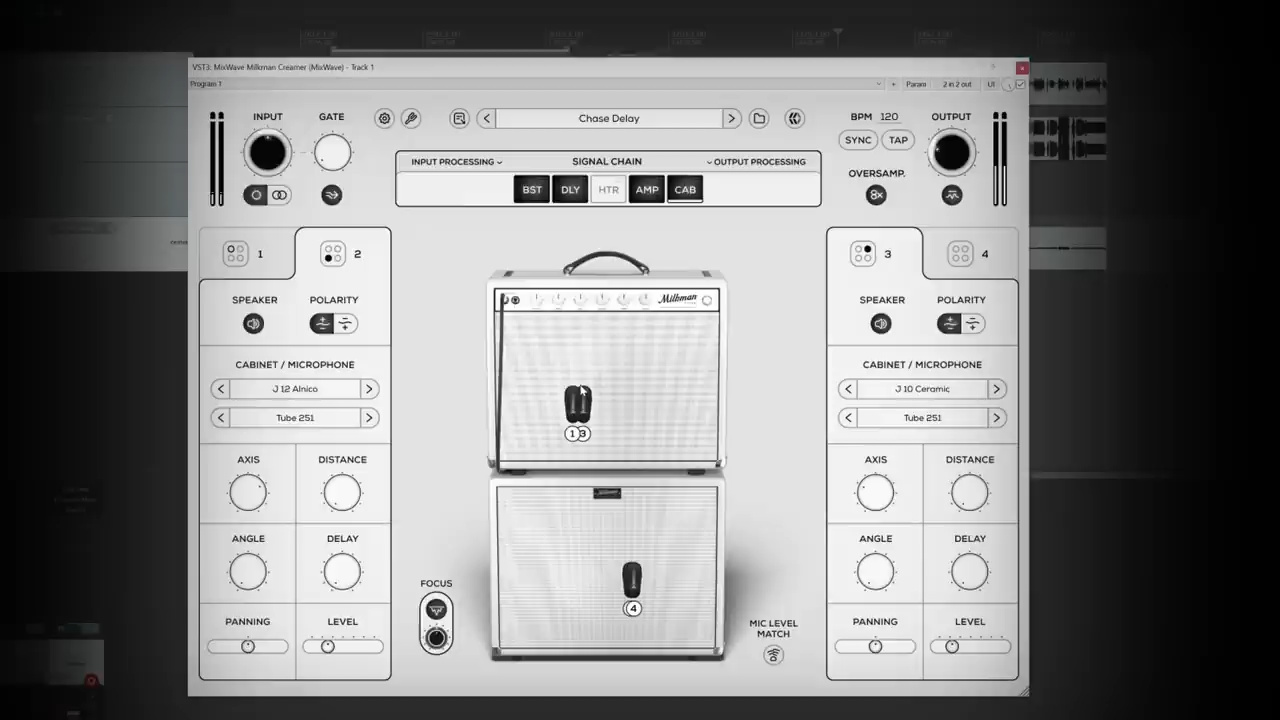 VST3: MixWave Milkman Creamer (MixWave) - Track 1
Program 1
+ Param 2 in 2 out UI
INPUT GATE
Chase Delay
BPM 120 OUTPUT
SYNC TAP
INPUT PROCESSING SIGNAL CHAIN OUTPUT PROCESSING
OVERSAMP.
BST DLY HTR AMP CAB
8x
1 2
3 4
SPEAKER POLARITY
SPEAKER POLARITY
Milkman
CABINET / MICROPHONE
CABINET / MICROPHONE
J 12 Alnico
J 10 Ceramic
Tube 251
Tube 251
1 3
AXIS DISTANCE
AXIS DISTANCE
ANGLE DELAY
ANGLE DELAY
FOCUS
4
PANNING LEVEL
MIC LEVEL
MATCH
PANNING LEVEL